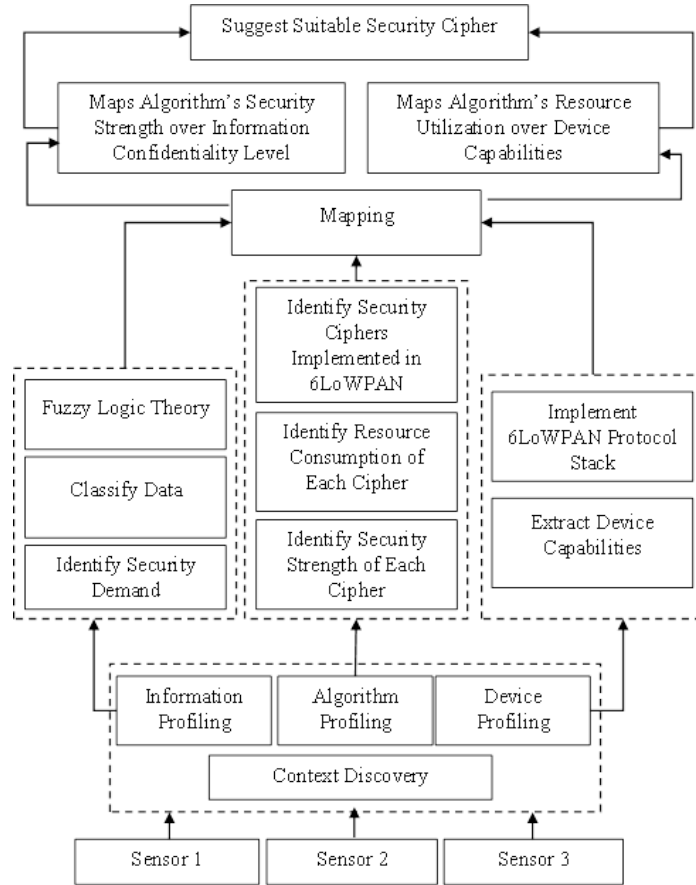 Suggest Suitable Security Cipher
Maps Algorithm's Security
Strength over Information
Confidentiality Level
Maps Algorithm's Resource
Utilization over Device
Capabilities
Mapping
Fuzzy Logic Theory
Classify Data
Identify Security
Demand
Identify Security
Ciphers
Implemented in
6LoWPAN
Identify Resource
Consumption of
Each Cipher
Identify Security
Strength of Each
Cipher
Implement
6LoWPAN Protocol
Stack
Extract Device
Capabilities
Information
Profiling
Algorithm
Profiling
Device
Profiling
Context Discovery
Sensor 1
Sensor 2
Sensor 3